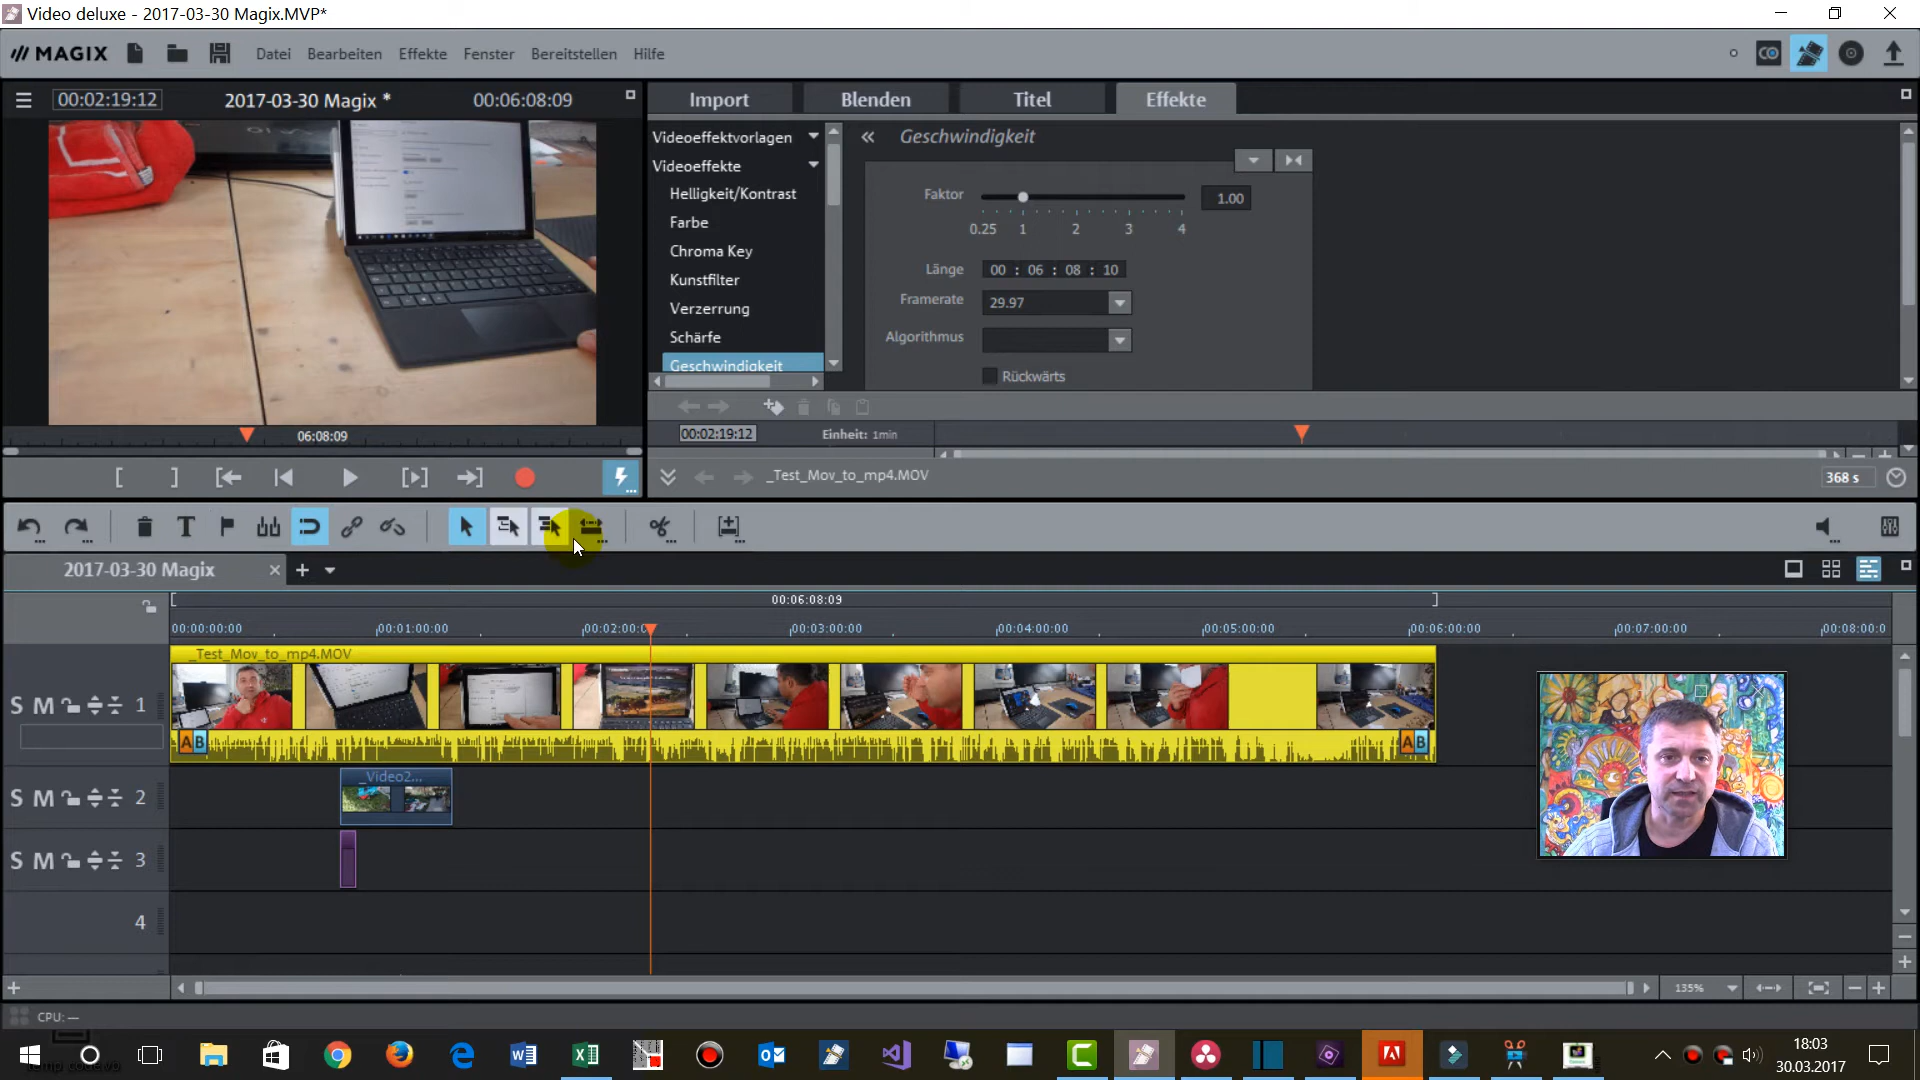 Video deluxe - 2017-03-30 Magix.MVP*
MAGIX Datei Bearbeiten Effekte Fenster Bereitstellen Hilfe
00:02:19:12 2017-03-30 Magix * 00:06:08:09
Import Blenden Titel Effekte
Videoeffektvorlagen
Videoeffekte
Helligkeit/Kontrast
Farbe
Chroma Key
Kunstfilter
Verzerrung
Schärfe
Geschwindigkeit
Geschwindigkeit
Faktor 1.00
0.25 1 2 3 4
Länge 00 : 06 : 08 : 10
Framerate 29.97
Algorithmus
Rückwärts
06:08:09
00:02:19:12 Einheit: 1min
_Test_Mov_to_mp4.MOV 368 s
2017-03-30 Magix
00:06:08:09
00:00:00:00 00:01:00:00 00:02:00:0 00:03:00:00 00:04:00:00 00:05:00:00 00:06:00:00 00:07:00:00 00:08:00:0
_Test_Mov_to_mp4.MOV
S M 1
AB AB
_Video2...
S M 2
S M 3
4
135%
CPU: —
18:03
30.03.2017